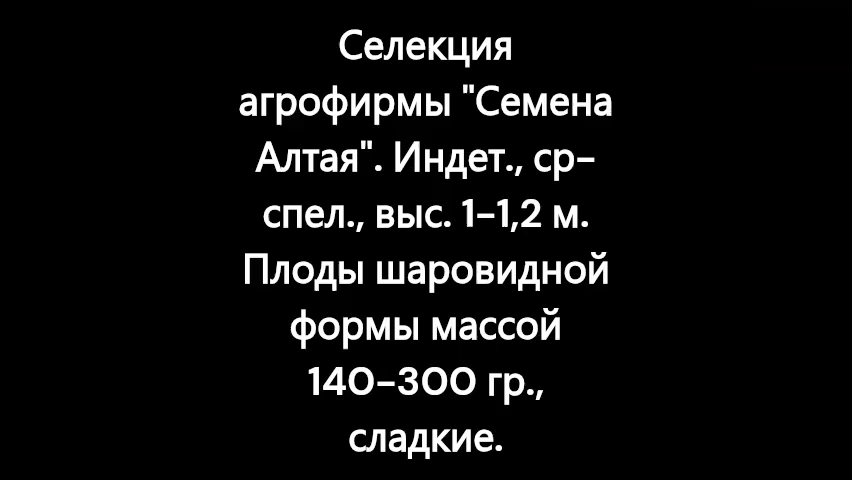 Селекция
агрофирмы "Семена
Алтая". Индет., ср-
спел., выс. 1-1,2 м.
Плоды шаровидной
формы массой
140-300 гр.,
сладкие.